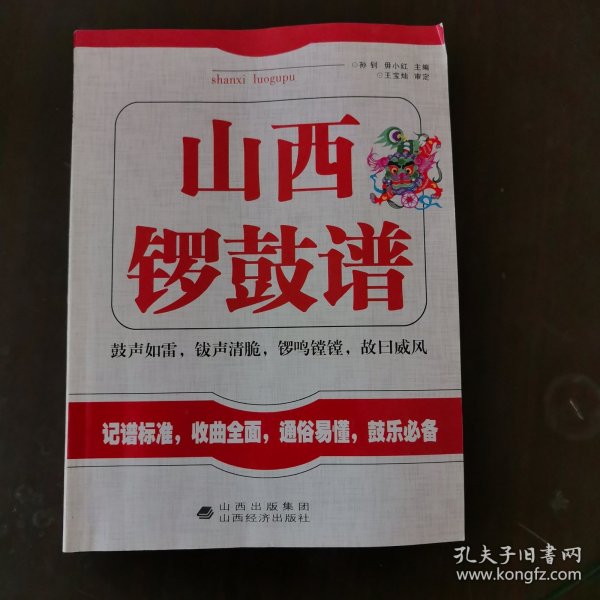 ◎孙钊 毋小红 主编
◎王宝灿 审定
shanxi luogupu
山西
锣鼓谱
鼓声如雷，钹声清脆，锣鸣镗镗，故曰威风
记谱标准，收曲全面，通俗易懂，鼓乐必备
山西出版集团
山西经济出版社
孔夫子旧书网
www.kongfz.com